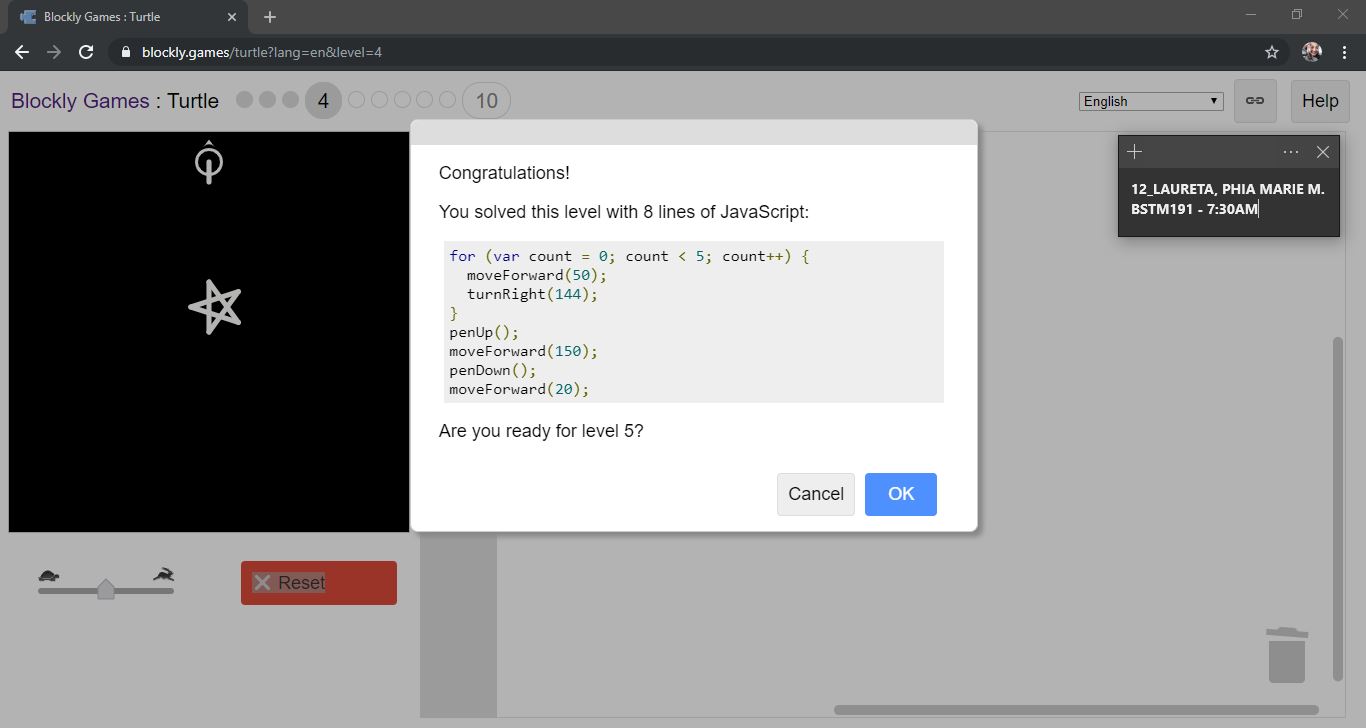 Blockly Games : Turtle
blockly.games/turtle?lang=en&level=4
Blockly Games : Turtle 4 10
English
Help
12_LAURETA, PHIA MARIE M.
BSTM191 - 7:30AM
Congratulations!
You solved this level with 8 lines of JavaScript:
for (var count = 0; count < 5; count++) {
  moveForward(50);
  turnRight(144);
}
penUp();
moveForward(150);
penDown();
moveForward(20);
Are you ready for level 5?
Cancel
OK
Reset